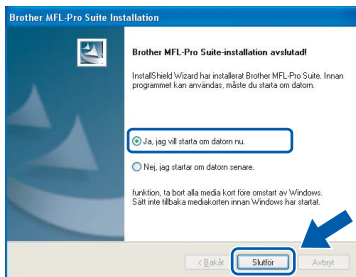 Brother MFL-Pro Suite Installation
Brother MFL-Pro Suite-installation avslutad!
InstallShield Wizard har installerat Brother MFL-Pro Suite. Innan
programmet kan användas, måste du starta om datorn.
Ja, jag vill starta om datorn nu.
Nej, jag startar om datorn senare.
funktion, ta bort alla media kort före omstart av Windows.
Sätt inte tillbaka mediakorten innan Windows har startat.
< Bakåt
Slutför
Avbryt